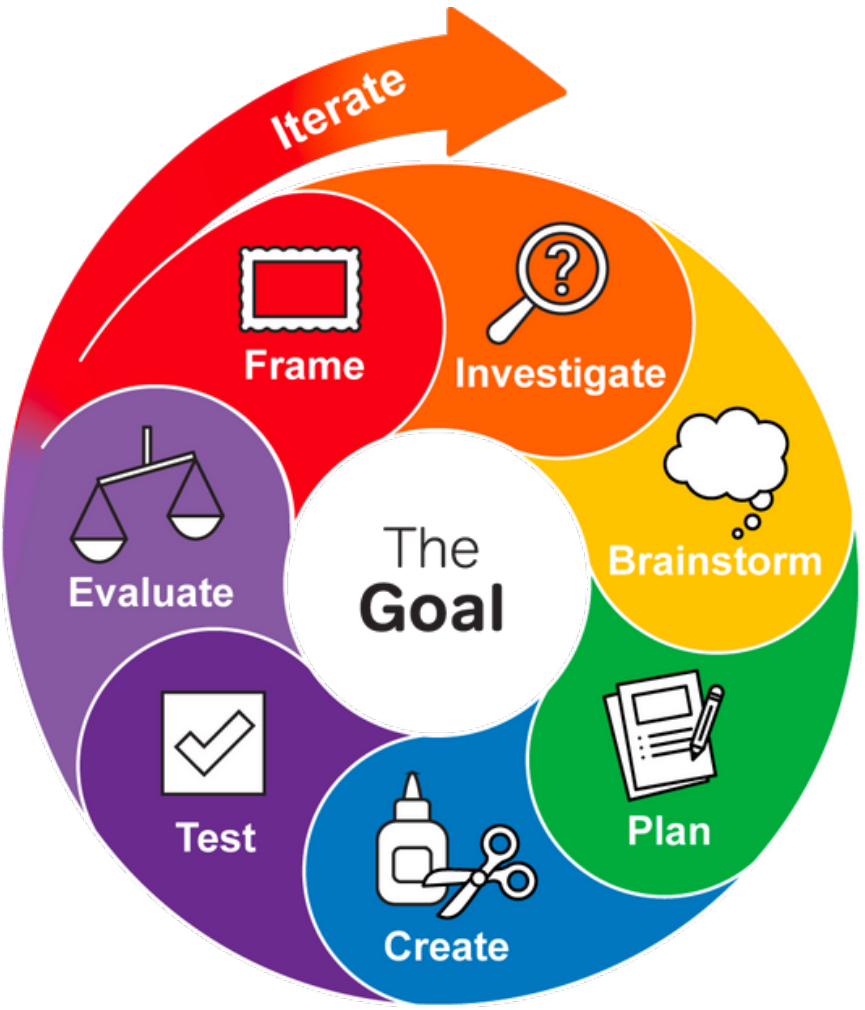 Iterate
Frame
Investigate
?
Brainstorm
Plan
Create
Test
Evaluate
The
Goal